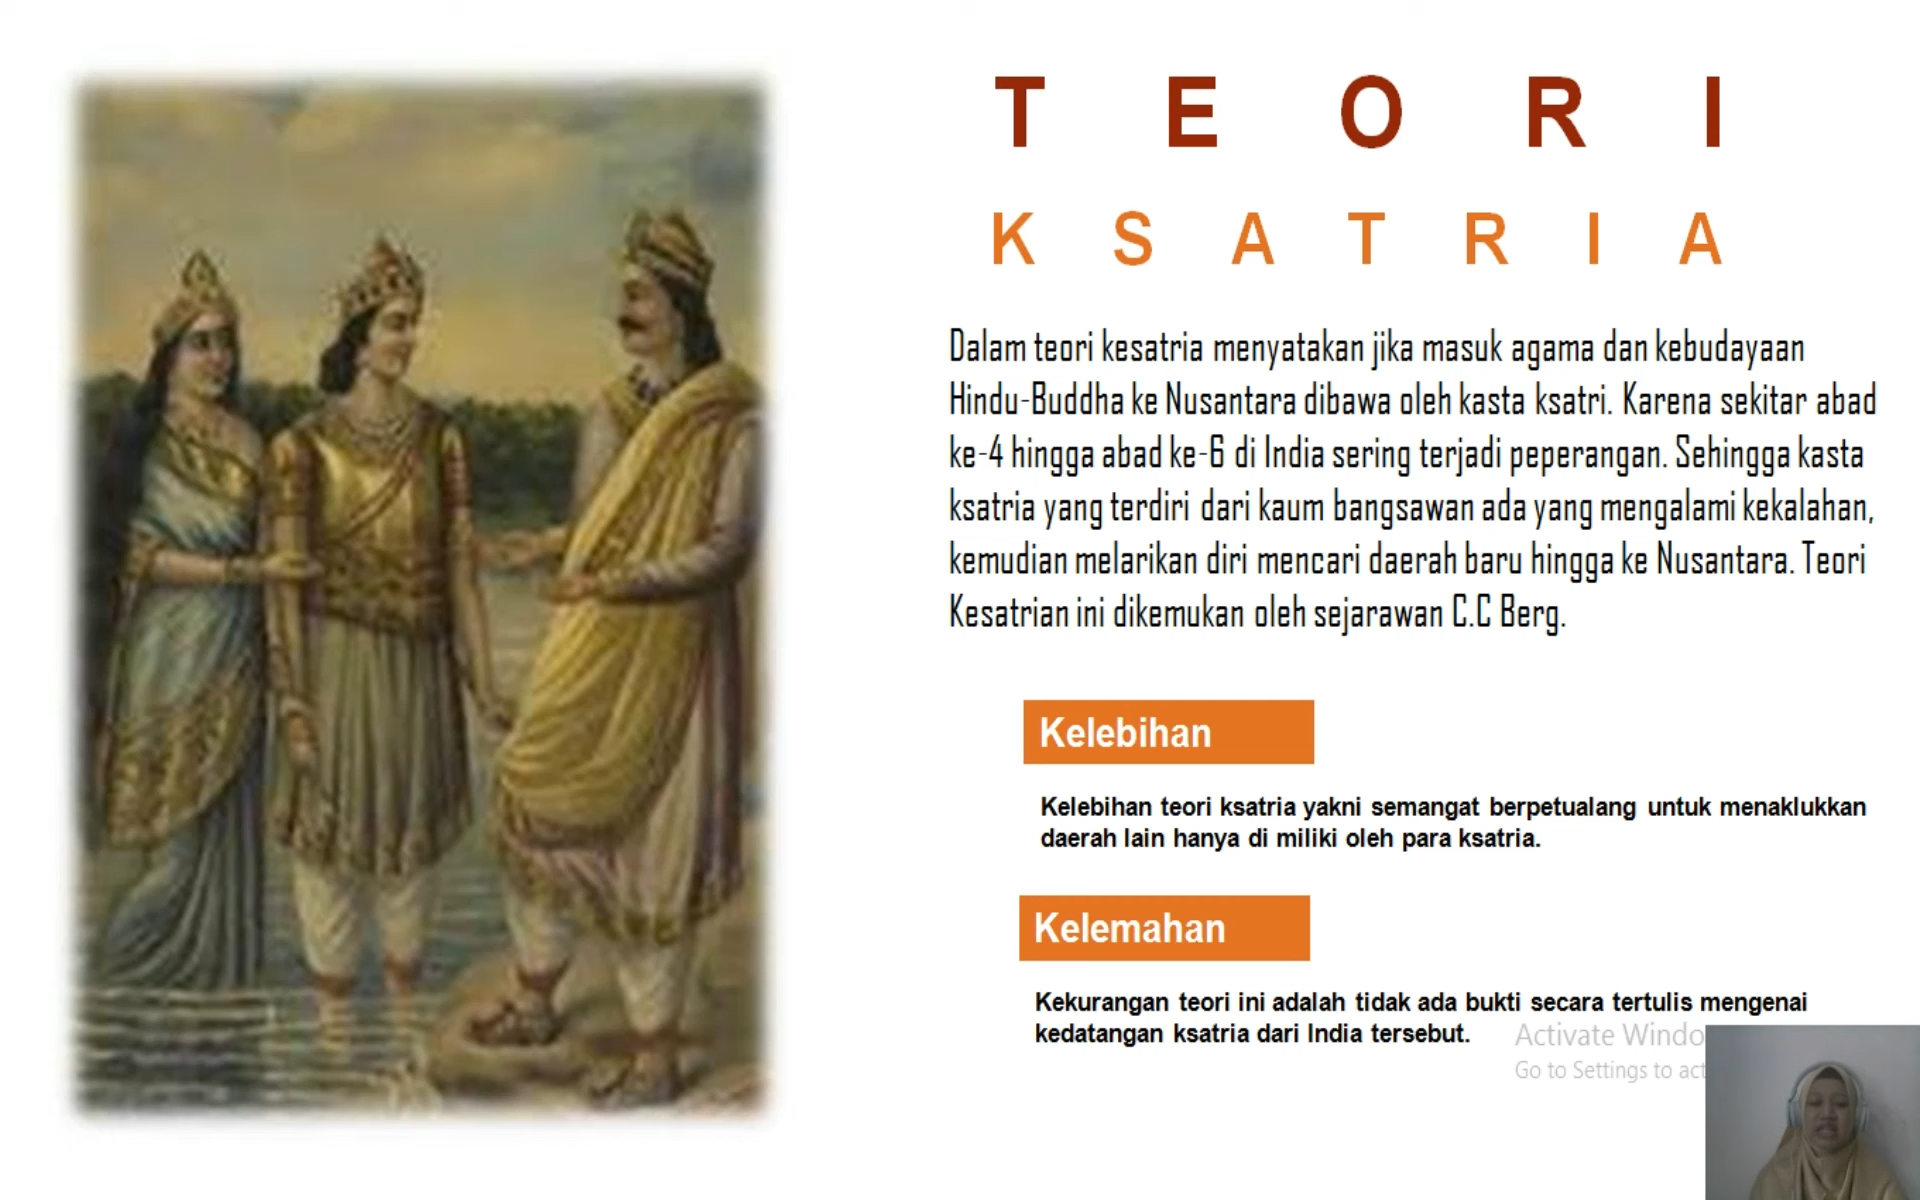 TEORI
KSATRIA
Dalam teori kesatria menyatakan jika masuk agama dan kebudayaan
Hindu-Buddha ke Nusantara dibawa oleh kasta ksatri. Karena sekitar abad
ke-4 hingga abad ke-6 di India sering terjadi peperangan. Sehingga kasta
ksatria yang terdiri dari kaum bangsawan ada yang mengalami kekalahan,
kemudian melarikan diri mencari daerah baru hingga ke Nusantara. Teori
Kesatrian ini dikemukan oleh sejarawan C.C Berg.
Kelebihan
Kelebihan teori ksatria yakni semangat berpetualang untuk menaklukkan
daerah lain hanya di miliki oleh para ksatria.
Kelemahan
Kekurangan teori ini adalah tidak ada bukti secara tertulis mengenai
kedatangan ksatria dari India tersebut.
Activate Windo
Go to Settings to act